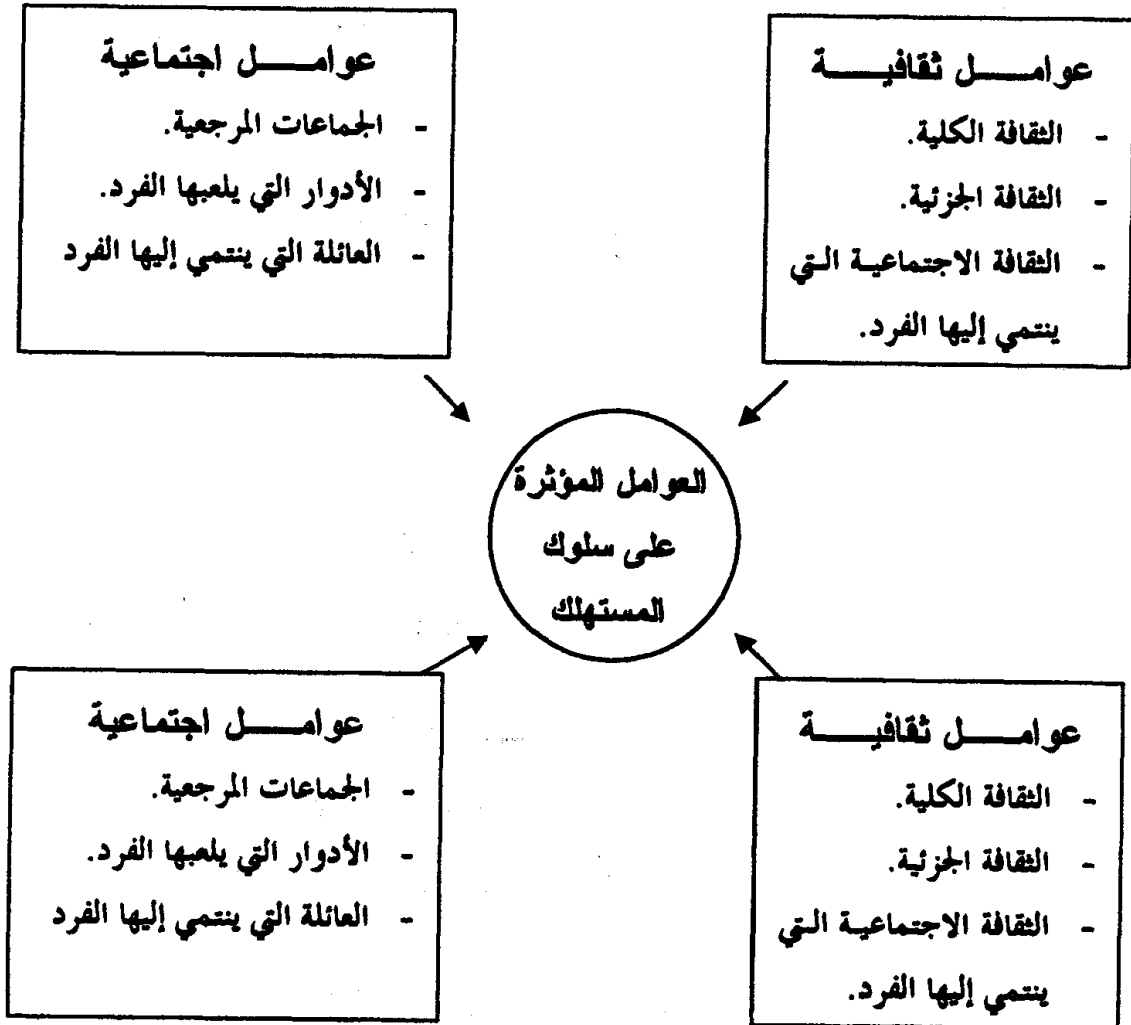 عوامل ثقافية
- الثقافة الكلية.
- الثقافة الجزئية.
- الثقافة الاجتماعية التي
ينتمي إليها الفرد.
عوامل اجتماعية
- الجماعات المرجعية.
- الأدوار التي يلعبها الفرد.
- العائلة التي ينتمي إليها الفرد
العوامل المؤثرة
على سلوك
المستهلك
عوامل ثقافية
- الثقافة الكلية.
- الثقافة الجزئية.
- الثقافة الاجتماعية التي
ينتمي إليها الفرد.
عوامل اجتماعية
- الجماعات المرجعية.
- الأدوار التي يلعبها الفرد.
- العائلة التي ينتمي إليها الفرد